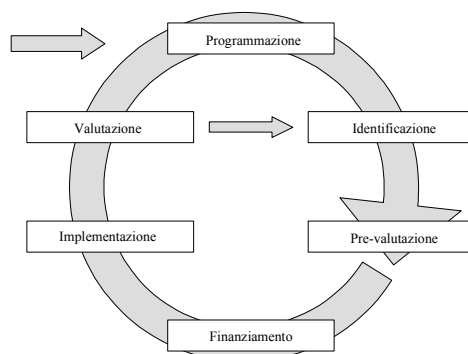 Programmazione
Valutazione
Identificazione
Implementazione
Pre-valutazione
Finanziamento